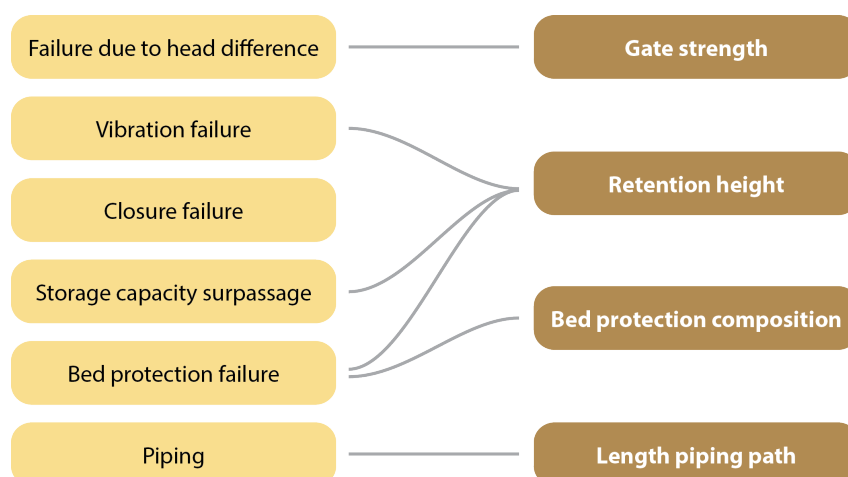 Failure due to head difference
Gate strength
Vibration failure
Retention height
Closure failure
Storage capacity surpassage
Bed protection composition
Bed protection failure
Piping
Length piping path